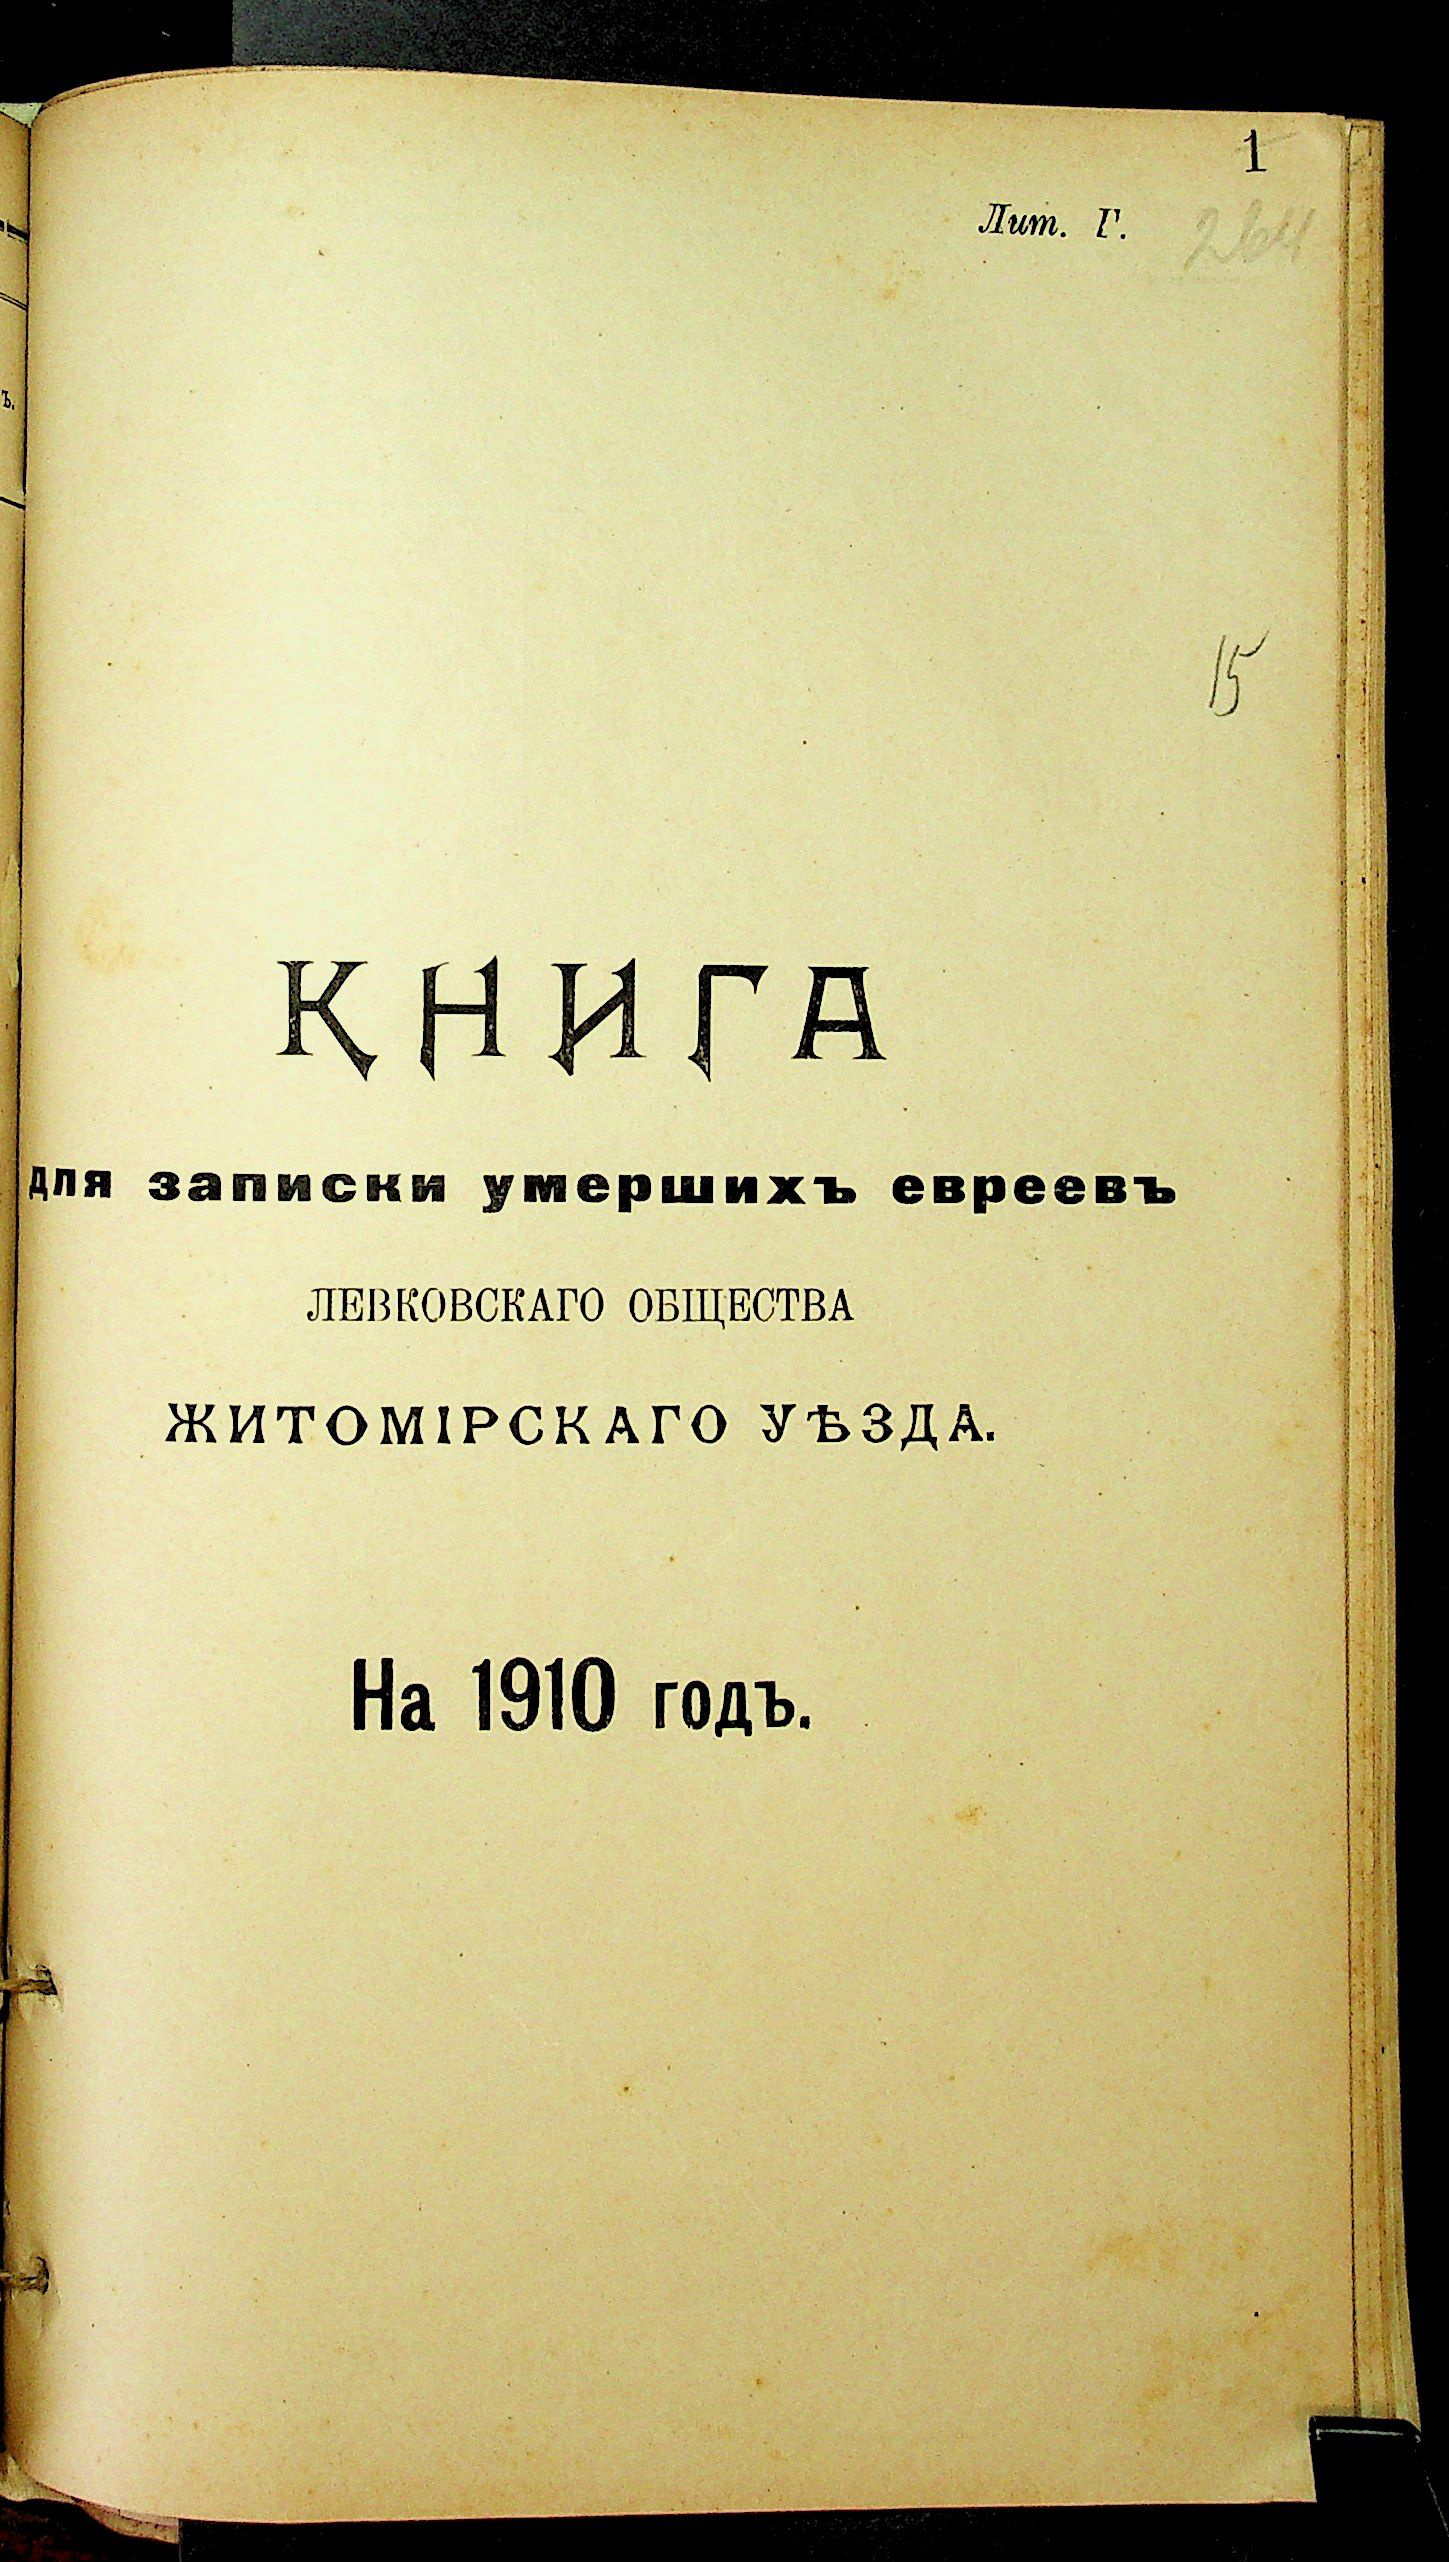 1
Лит. Г.
264
15
КНИГА
для записки умершихъ евреевъ
ЛЕВКОВСКАГО ОБЩЕСТВА
ЖИТОМІРСКАГО УѢЗДА.
На 1910 годъ.